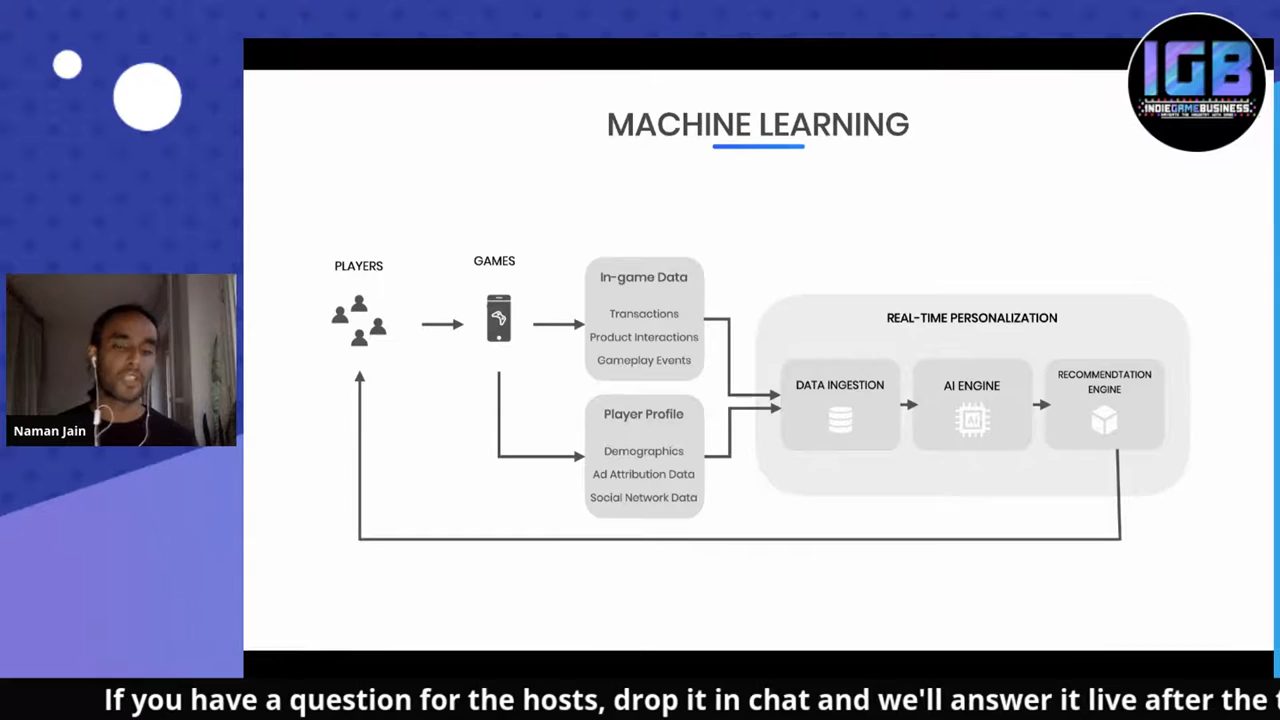 IGB
INDIEGAMEBUSINESS
MACHINE LEARNING
PLAYERS
GAMES
In-game Data
Transactions
Product Interactions
Gameplay Events
Player Profile
Demographics
Ad Attribution Data
Social Network Data
REAL-TIME PERSONALIZATION
DATA INGESTION
AI ENGINE
Ai
RECOMMENDTATION
ENGINE
Naman Jain
If you have a question for the hosts, drop it in chat and we'll answer it live after the